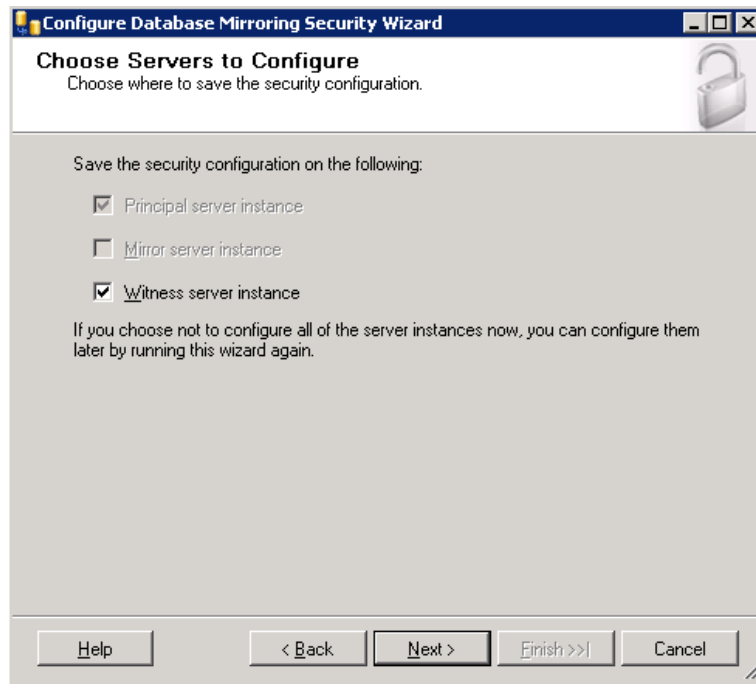 Configure Database Mirroring Security Wizard
Choose Servers to Configure
Choose where to save the security configuration.
Save the security configuration on the following:
Principal server instance
Mirror server instance
Witness server instance
If you choose not to configure all of the server instances now, you can configure them
later by running this wizard again.
Help
< Back
Next >
Finish >>|
Cancel